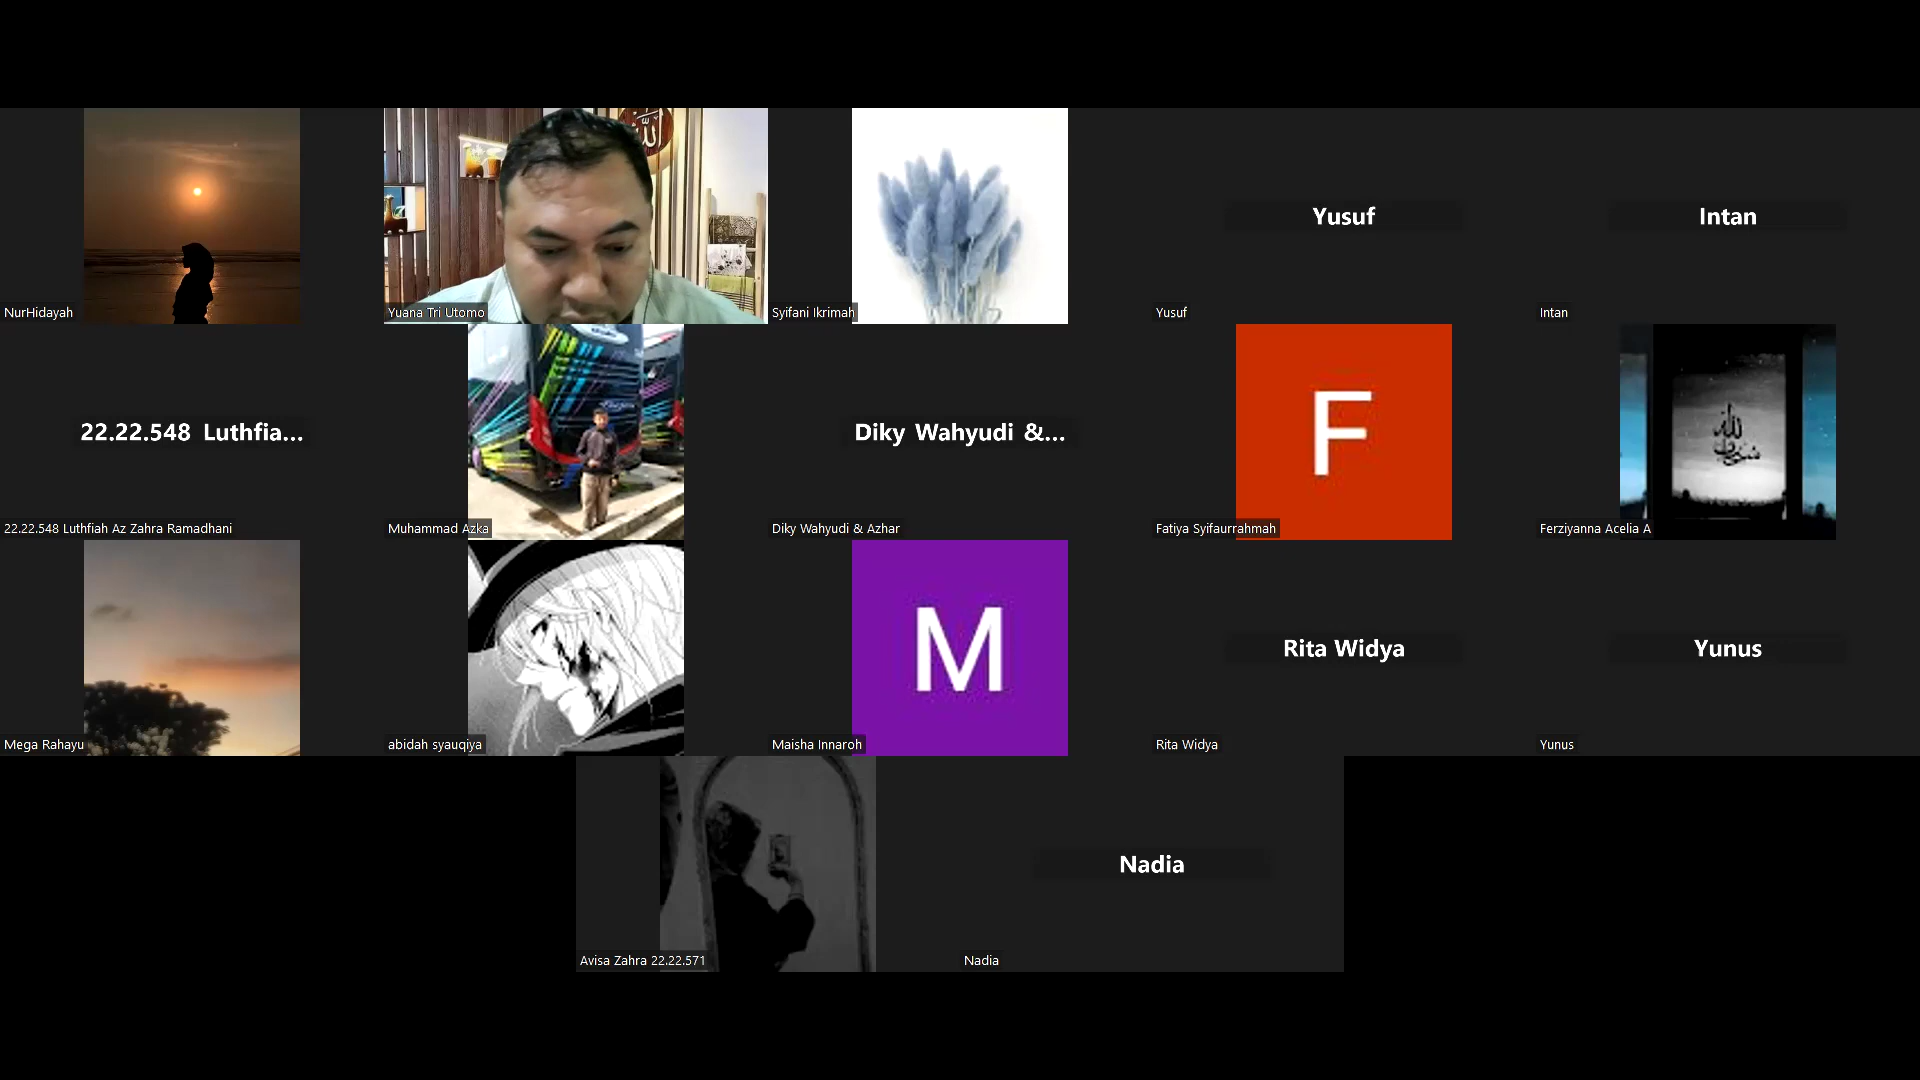 الله
Yusuf
Intan
NurHidayah
Yuana Tri Utomo
Syifani Ikrimah
Yusuf
Intan
22.22.548 Luthfia...
Diky Wahyudi &...
F
22.22.548 Luthfiah Az Zahra Ramadhani
Muhammad Azka
Diky Wahyudi & Azhar
Fatiya Syifaurrahmah
Ferziyanna Acelia A
M
Rita Widya
Yunus
Mega Rahayu
abidah syauqiya
Maisha Innaroh
Rita Widya
Yunus
Nadia
Avisa Zahra 22.22.571
Nadia